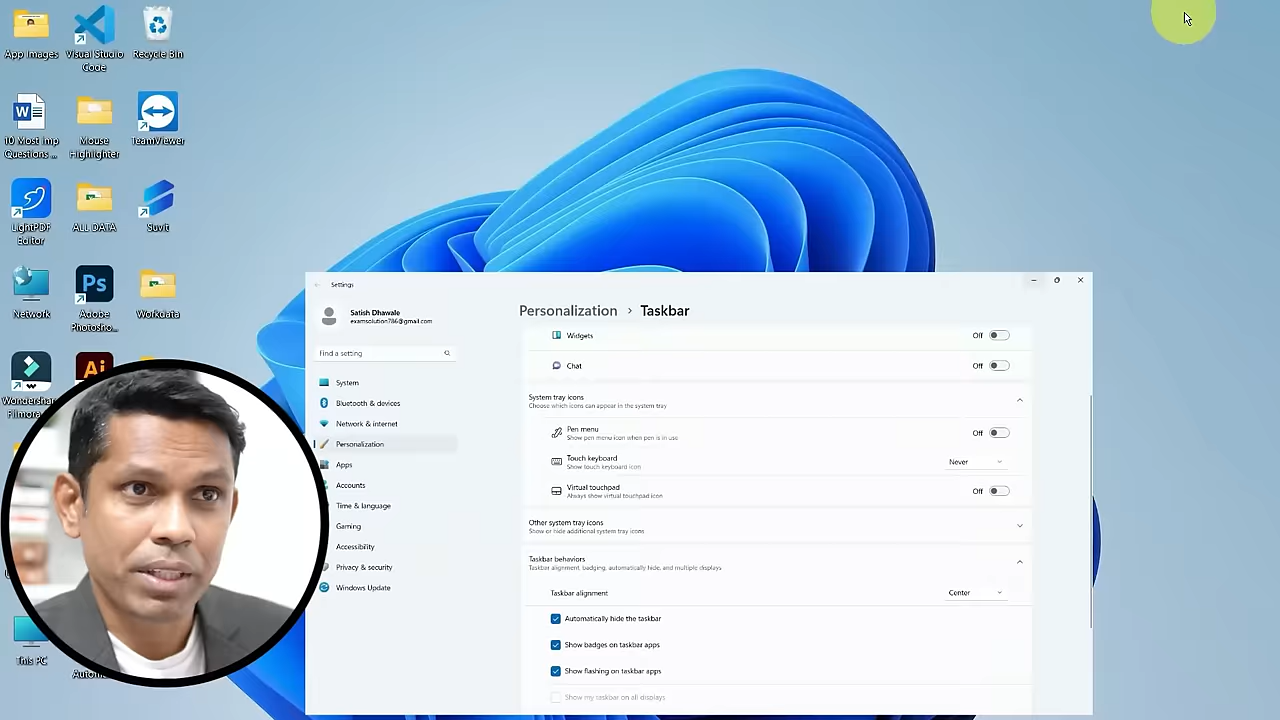 App Images
Visual Studio
Code
Recycle Bin
10 Most Imp
Questions ...
Mouse
Highlighter
TeamViewer
LightPDF
Editor
ALL DATA
Suvit
Network
Adobe
Photosho...
Workdata
Wondershare
Filmora
This PC
Settings
Satish Dhawale
examsolution786@gmail.com
Find a setting
System
Bluetooth & devices
Network & internet
Personalization
Apps
Accounts
Time & language
Gaming
Accessibility
Privacy & security
Windows Update
Personalization > Taskbar
Widgets Off
Chat Off
System tray icons
Choose which icons can appear in the system tray
Pen menu
Show pen menu icon when pen is in use
Off
Touch keyboard
Show touch keyboard icon
Never
Virtual touchpad
Always show virtual touchpad icon
Off
Other system tray icons
Show or hide additional system tray icons
Taskbar behaviors
Taskbar alignment, badging, automatically hide, and multiple displays
Taskbar alignment Center
Automatically hide the taskbar
Show badges on taskbar apps
Show flashing on taskbar apps
Show my taskbar on all displays